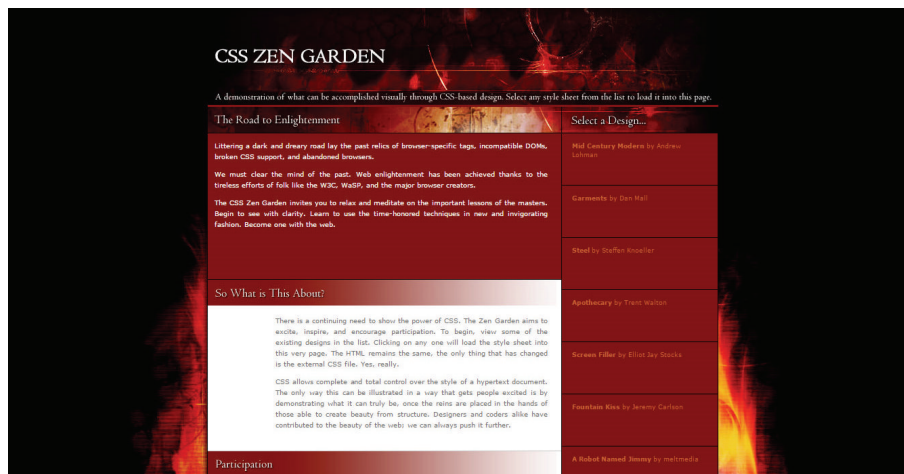 CSS ZEN GARDEN
A demonstration of what can be accomplished visually through CSS-based design. Select any style sheet from the list to load it into this page.
The Road to Enlightenment
Littering a dark and dreary road lay the past relics of browser-specific tags, incompatible DOMs,
broken CSS support, and abandoned browsers.
We must clear the mind of the past. Web enlightenment has been achieved thanks to the
tireless efforts of folk like the W3C, WaSP, and the major browser creators.
The CSS Zen Garden invites you to relax and meditate on the important lessons of the masters.
Begin to see with clarity. Learn to use the time-honored techniques in new and invigorating
fashion. Become one with the web.
So What is This About?
There is a continuing need to show the power of CSS. The Zen Garden aims to
excite, inspire, and encourage participation. To begin, view some of the
existing designs in the list. Clicking on any one will load the style sheet into
this very page. The HTML remains the same, the only thing that has changed
is the external CSS file. Yes, really.
CSS allows complete and total control over the style of a hypertext document.
The only way this can be illustrated in a way that gets people excited is by
demonstrating what it can truly be, once the reins are placed in the hands of
those able to create beauty from structure. Designers and coders alike have
contributed to the beauty of the web; we can always push it further.
Participation
Select a Design...
Mid Century Modern by Andrew
Lohman
Garments by Dan Mall
Steel by Steffen Knoeller
Apothecary by Trent Walton
Screen Filler by Elliot Jay Stocks
Fountain Kiss by Jeremy Carlson
A Robot Named Jimmy by meltmedia